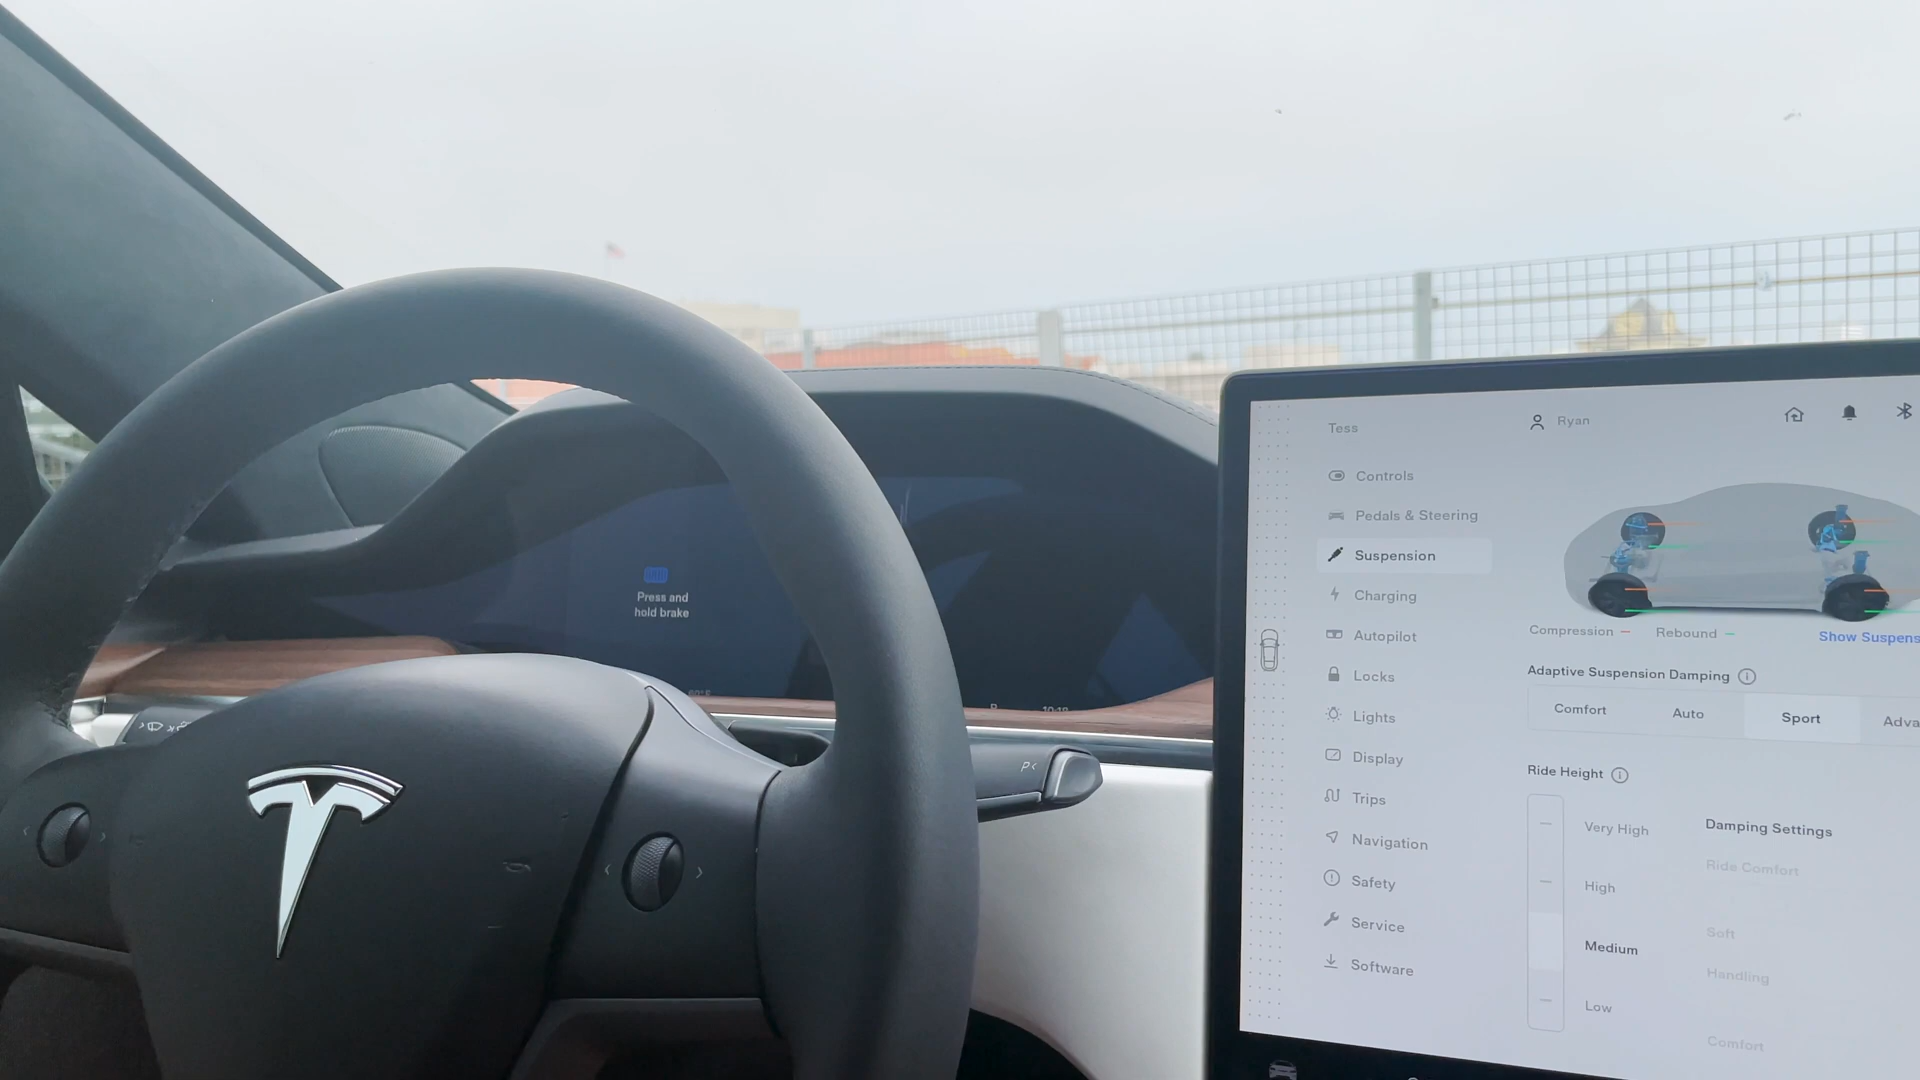 Tess
Ryan
Controls
Pedals & Steering
Suspension
Charging
Autopilot
Locks
Lights
Display
Trips
Navigation
Safety
Service
Software
Compression
Rebound
Show Suspens
Adaptive Suspension Damping
Comfort
Auto
Sport
Adva
Ride Height
Very High
High
Medium
Low
Damping Settings
Ride Comfort
Soft
Handling
Comfort
Press and
hold brake
P